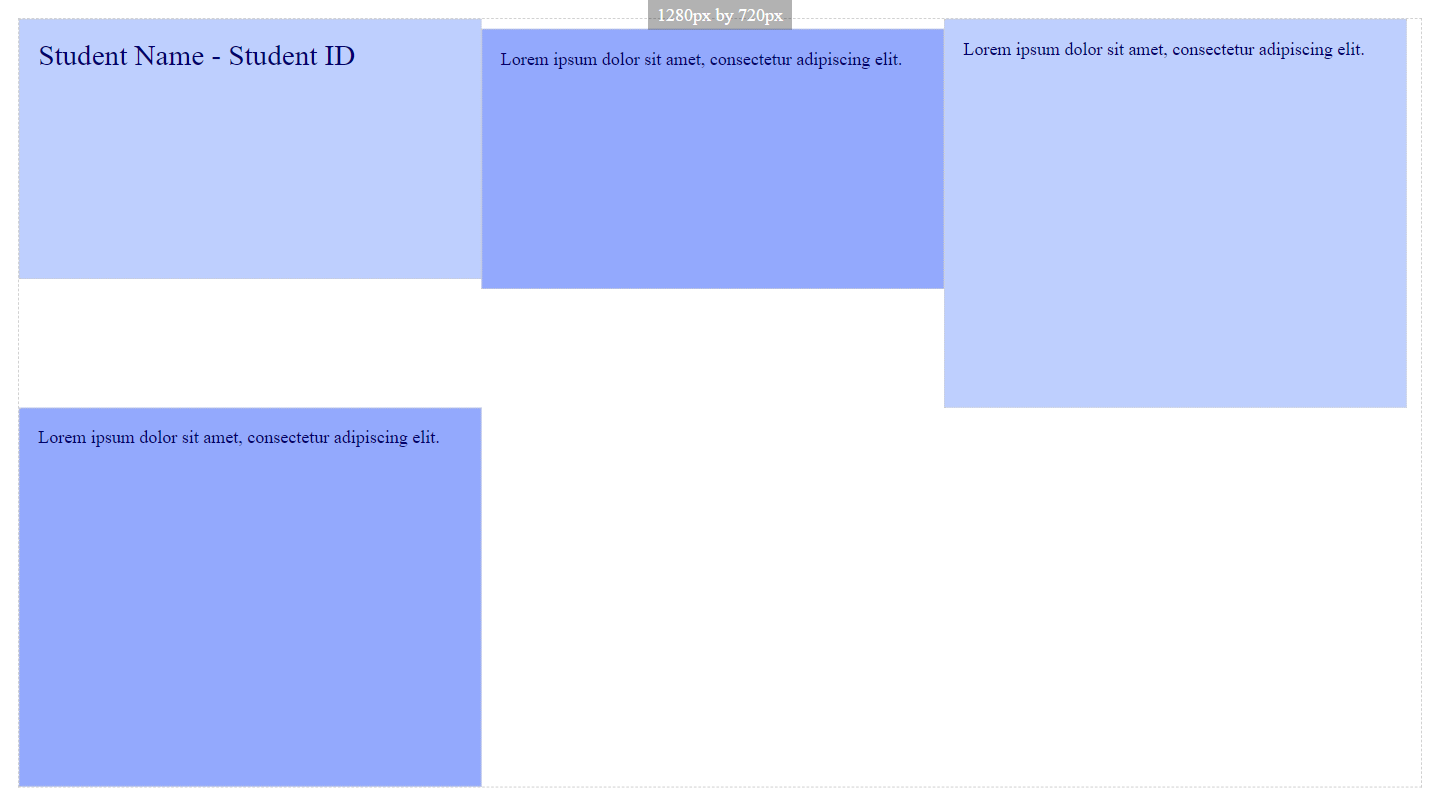 1280px by 720px
Student Name - Student ID
Lorem ipsum dolor sit amet, consectetur adipiscing elit.
Lorem ipsum dolor sit amet, consectetur adipiscing elit.
Lorem ipsum dolor sit amet, consectetur adipiscing elit.